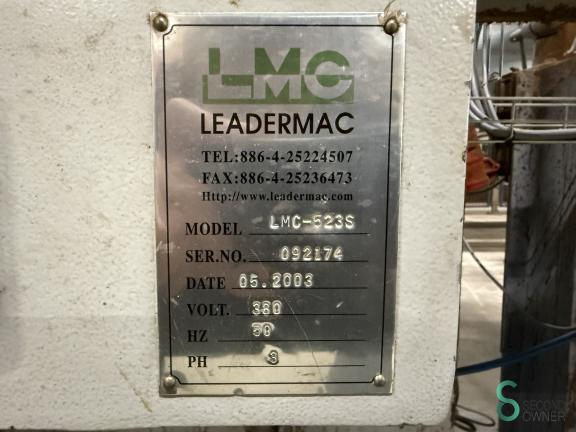 LMC
LEADERMAC
TEL:886-4-25224507
FAX:886-4-25236473
Http://www.leadermac.com
MODEL LMC-523S
SER.NO. 092174
DATE 05.2003
VOLT. 380
HZ 50
PH 3
SECOND
OWNER